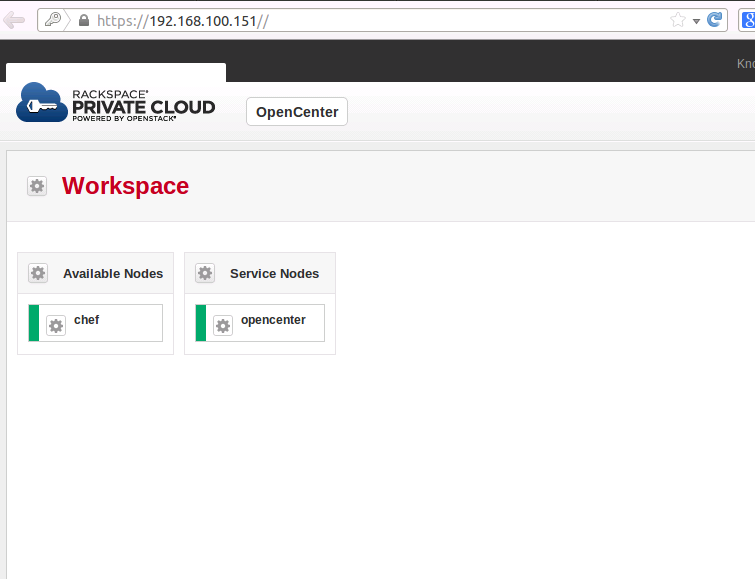 https://192.168.100.151//
Kno
RACKSPACE®
PRIVATE CLOUD
POWERED BY OPENSTACK®
OpenCenter
Workspace
Available Nodes
Service Nodes
chef
opencenter